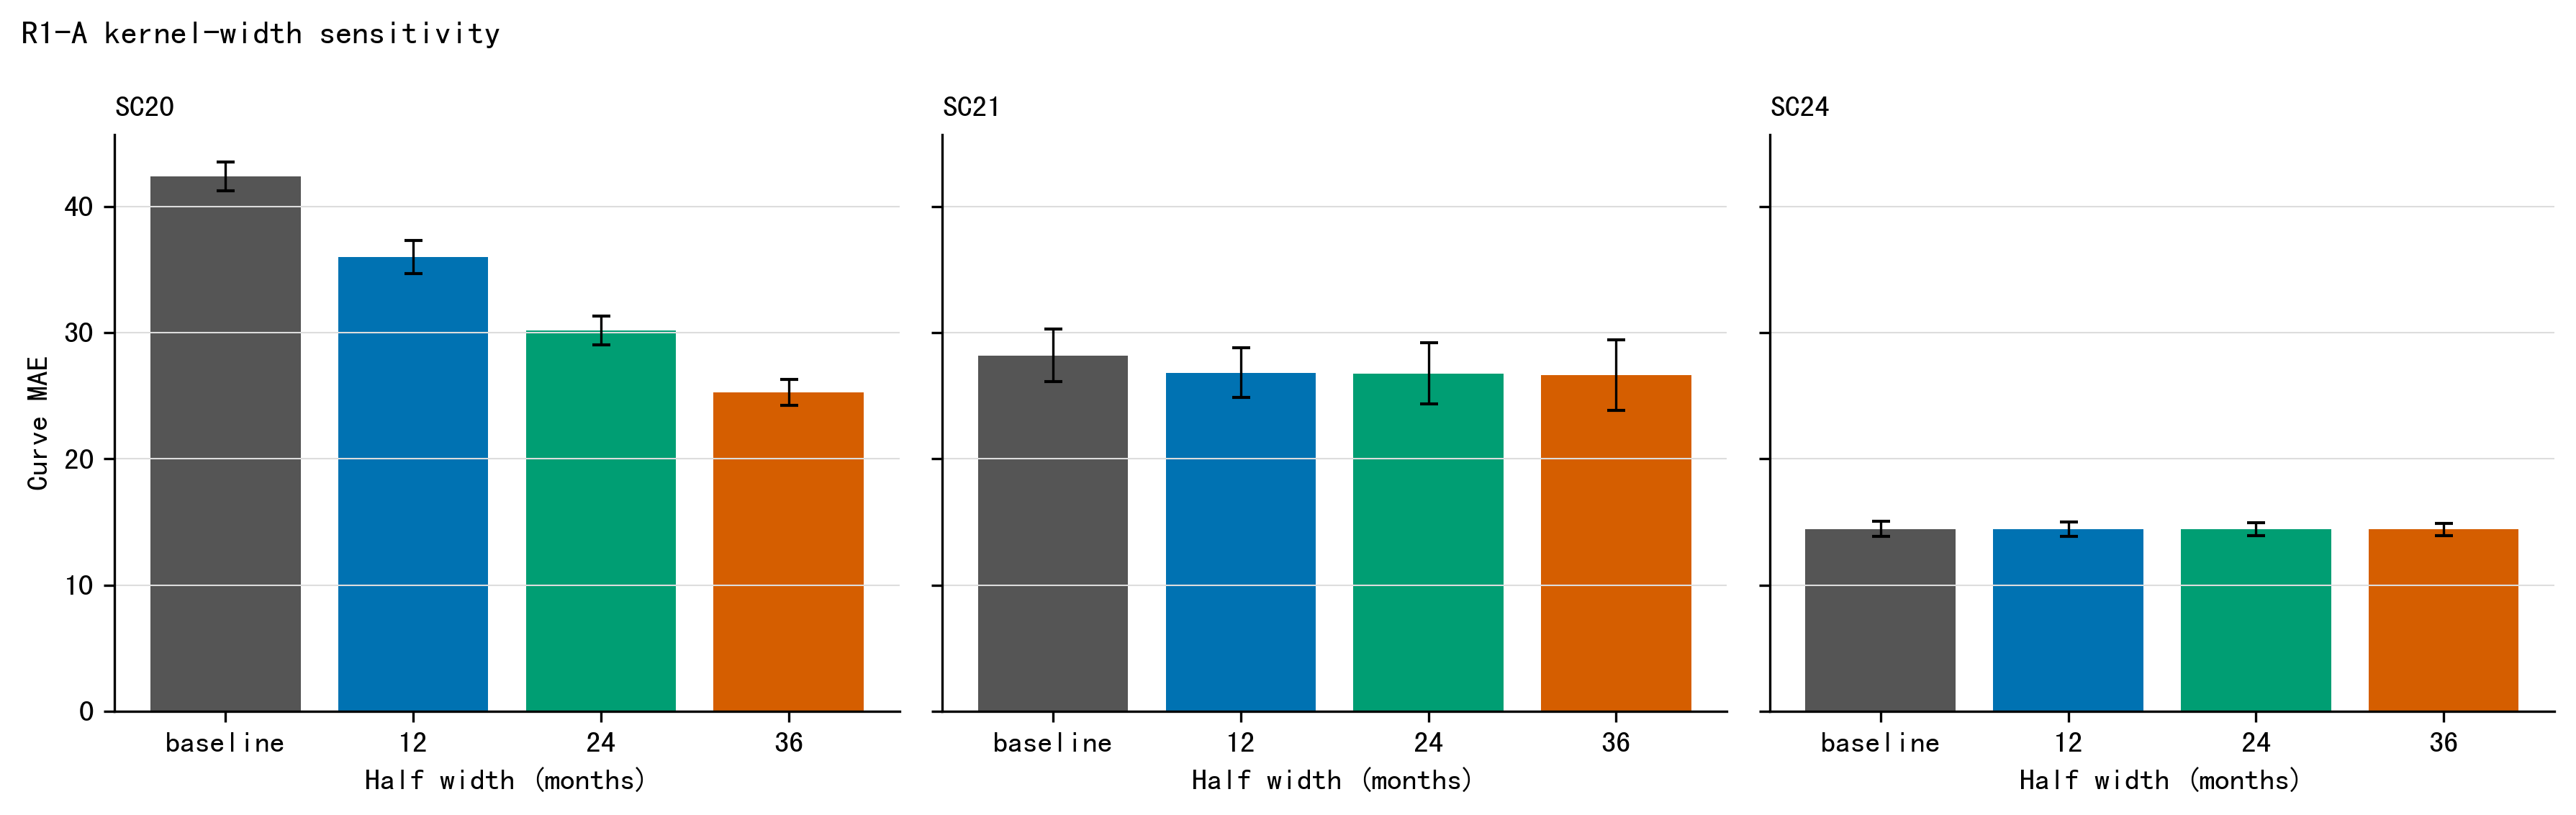 R1-A kernel-width sensitivity
SC20
SC21
SC24
Curve MAE
40
30
20
10
0
baseline 12 24 36
baseline 12 24 36
baseline 12 24 36
Half width (months)
Half width (months)
Half width (months)